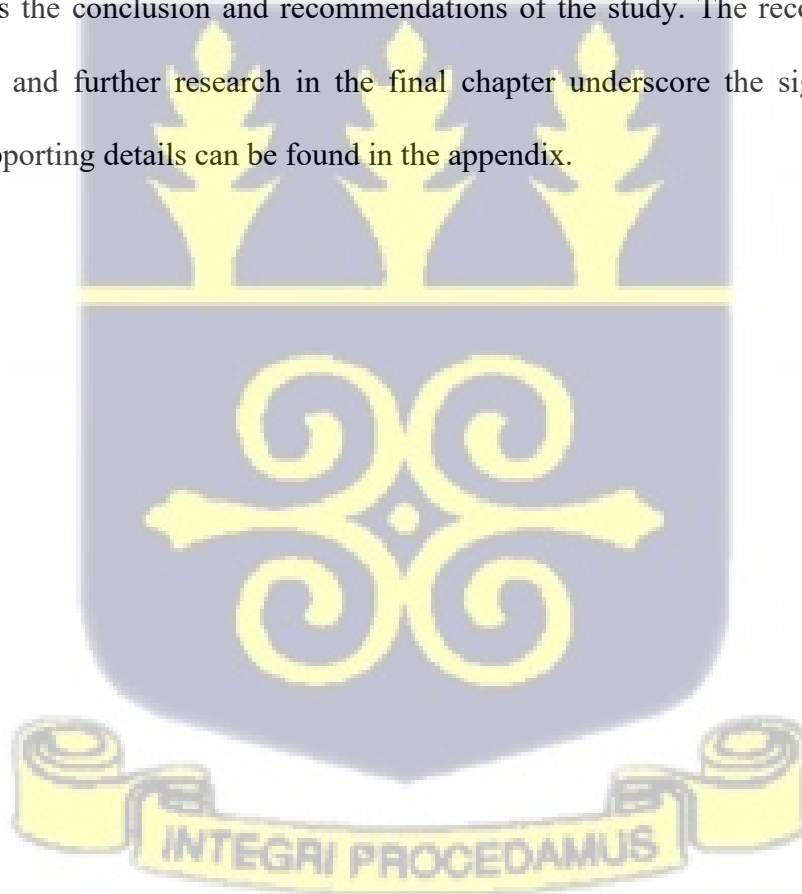 s the conclusion and recommendations of the study. The reco
and further research in the final chapter underscore the sig
pporting details can be found in the appendix.
INTEGRI PROCEDAMUS